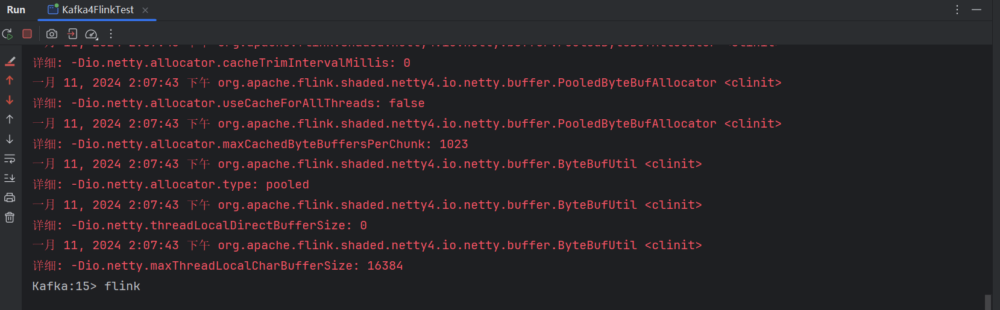 Run
Kafka4FlinkTest
详细: -Dio.netty.allocator.cacheTrimIntervalMillis: 0
一月 11, 2024 2:07:43 下午 org.apache.flink.shaded.netty4.io.netty.buffer.PooledByteBufAllocator <clinit>
详细: -Dio.netty.allocator.useCacheForAllThreads: false
一月 11, 2024 2:07:43 下午 org.apache.flink.shaded.netty4.io.netty.buffer.PooledByteBufAllocator <clinit>
详细: -Dio.netty.allocator.maxCachedByteBuffersPerChunk: 1023
一月 11, 2024 2:07:43 下午 org.apache.flink.shaded.netty4.io.netty.buffer.ByteBufUtil <clinit>
详细: -Dio.netty.allocator.type: pooled
一月 11, 2024 2:07:43 下午 org.apache.flink.shaded.netty4.io.netty.buffer.ByteBufUtil <clinit>
详细: -Dio.netty.threadLocalDirectBufferSize: 0
一月 11, 2024 2:07:43 下午 org.apache.flink.shaded.netty4.io.netty.buffer.ByteBufUtil <clinit>
详细: -Dio.netty.maxThreadLocalCharBufferSize: 16384
Kafka:15> flink